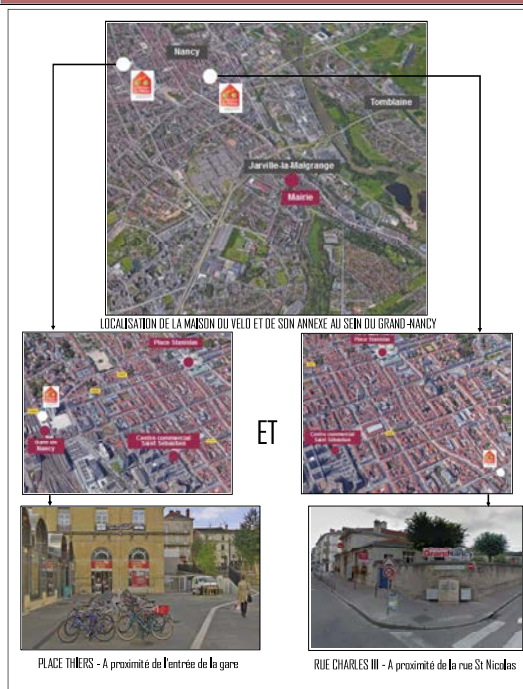 Nancy
Tomblaine
Jarville-la-Malgrange
Mairie
LOCALISATION DE LA MAISON DU VELO ET DE SON ANNEXE AU SEIN DU GRAND-NANCY
Place Stanislas
Gare de
Nancy
Centre commercial
Saint Sébastien
ET
Place Stanislas
Centre commercial
Saint Sébastien
GrandNancy
PLACE THIERS - A proximité de l'entrée de la gare
RUE CHARLES III - A proximité de la rue St Nicolas